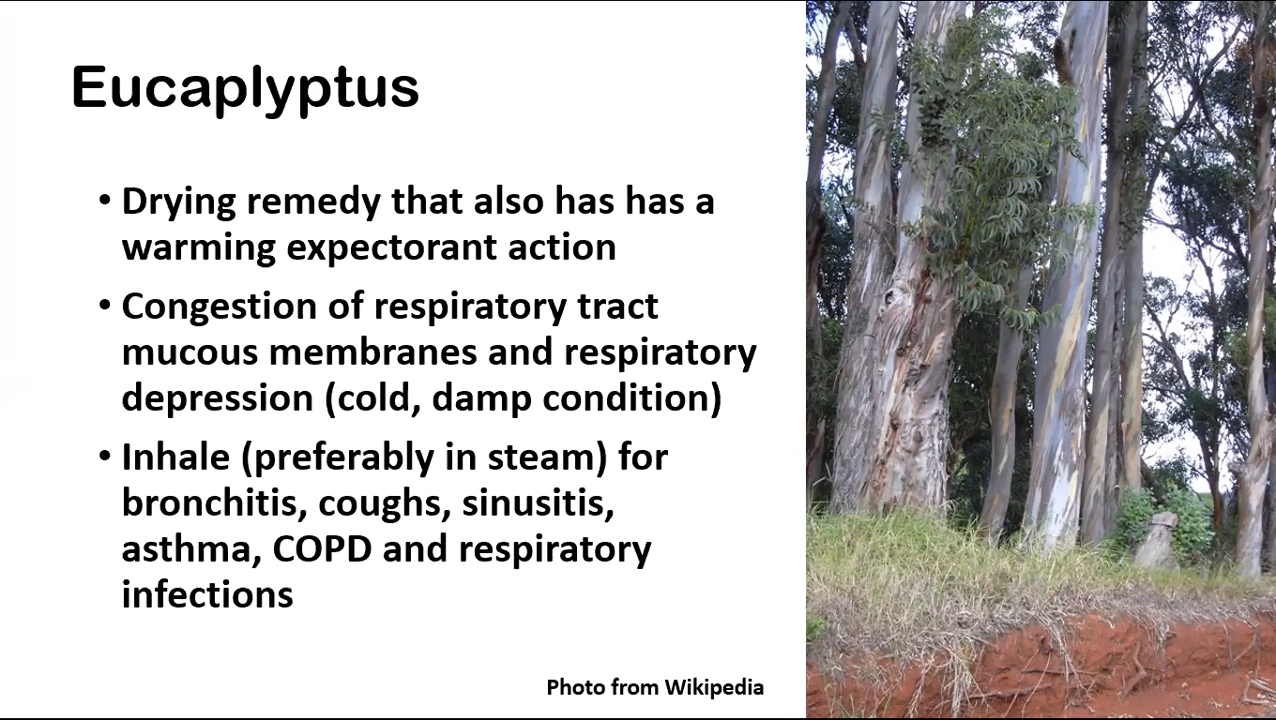 Eucaplyptus
• Drying remedy that also has has a
warming expectorant action
• Congestion of respiratory tract
mucous membranes and respiratory
depression (cold, damp condition)
• Inhale (preferably in steam) for
bronchitis, coughs, sinusitis,
asthma, COPD and respiratory
infections
Photo from Wikipedia